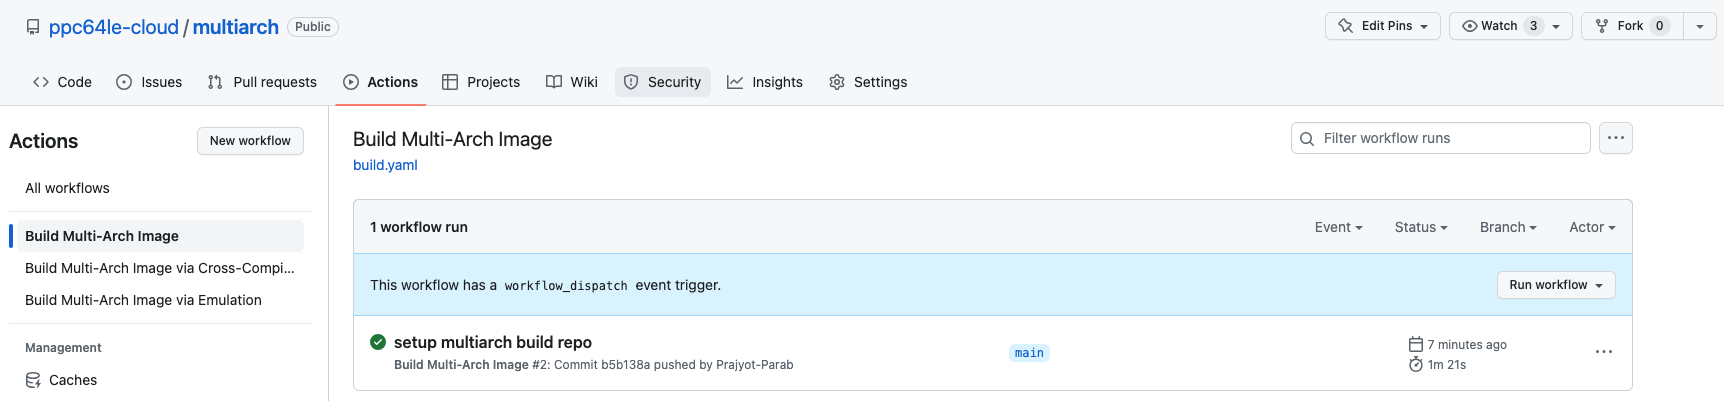 ppc64le-cloud / multiarch Public
Edit Pins Watch 3 Fork 0
Code Issues Pull requests Actions Projects Wiki Security Insights Settings
Actions
New workflow
All workflows
Build Multi-Arch Image
Build Multi-Arch Image via Cross-Compi...
Build Multi-Arch Image via Emulation
Management
Caches
Build Multi-Arch Image
build.yaml
Filter workflow runs
1 workflow run
Event Status Branch Actor
This workflow has a workflow_dispatch event trigger.
Run workflow
setup multiarch build repo
Build Multi-Arch Image #2: Commit b5b138a pushed by Prajyot-Parab
main
7 minutes ago
1m 21s